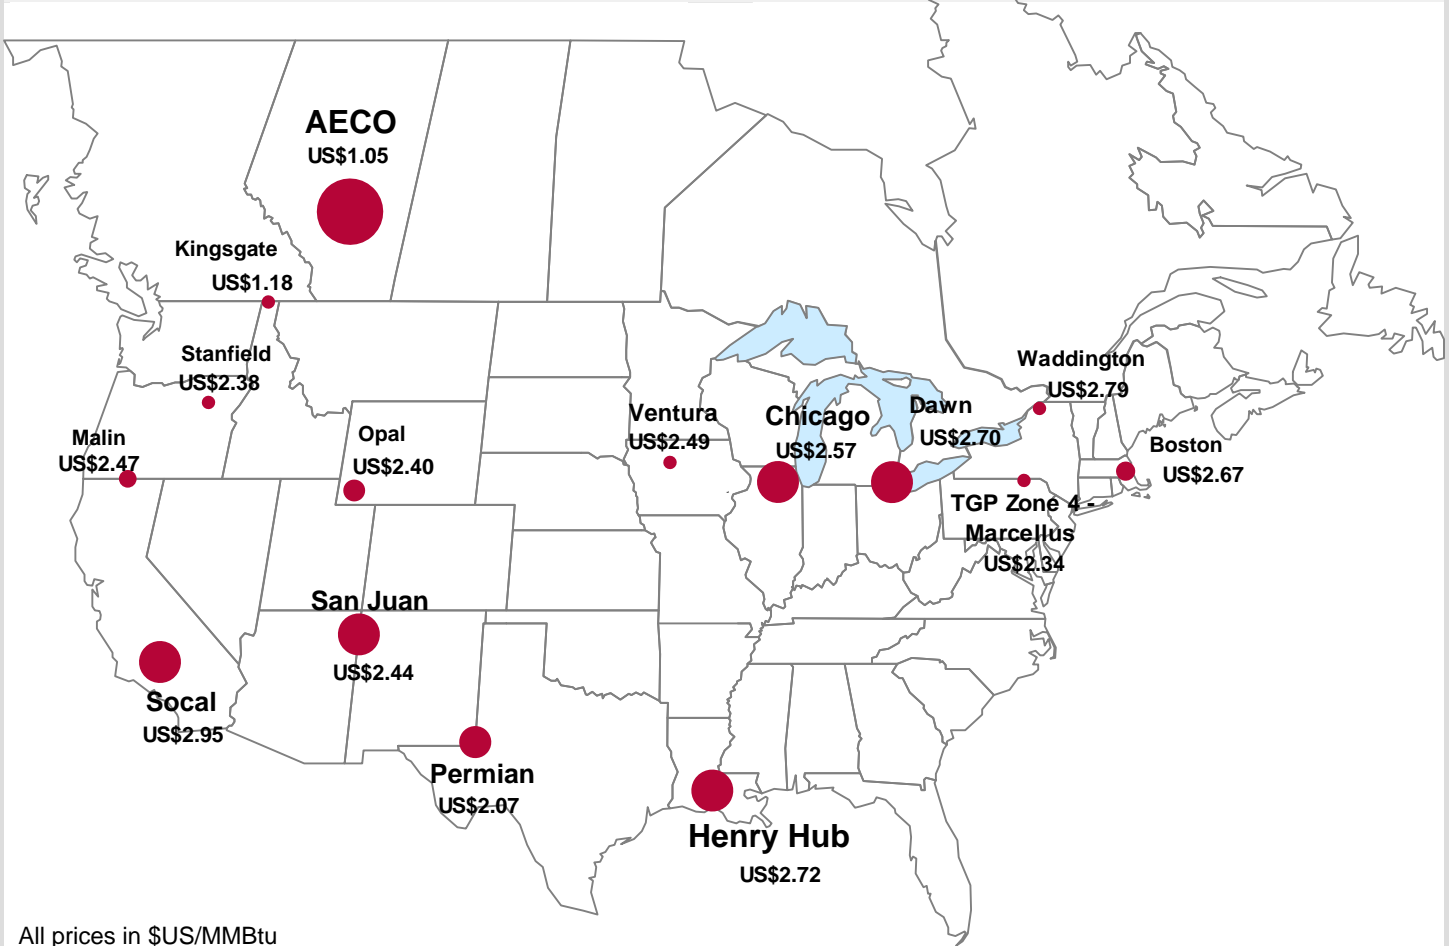 AECO
US$1.05
Kingsgate
US$1.18
Stanfield
US$2.38
Malin
US$2.47
Opal
US$2.40
Ventura
US$2.49
Chicago
US$2.57
Dawn
US$2.70
Waddington
US$2.79
Boston
US$2.67
TGP Zone 4 -
Marcellus
US$2.34
San Juan
US$2.44
Socal
US$2.95
Permian
US$2.07
Henry Hub
US$2.72
All prices in $US/MMBtu